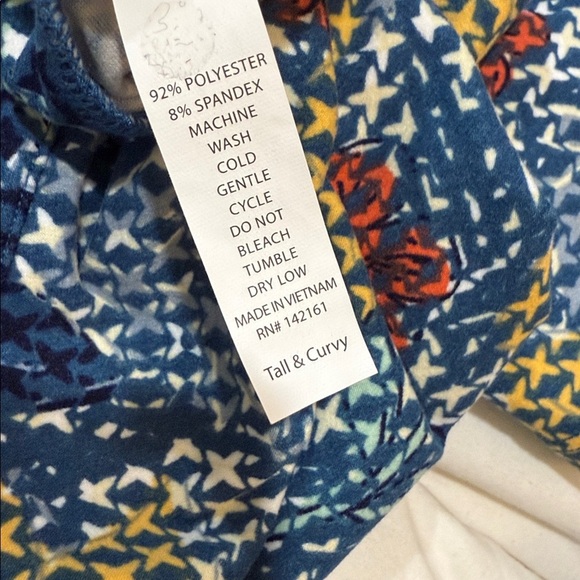 92% POLYESTER
8% SPANDEX
MACHINE
WASH
COLD
GENTLE
CYCLE
DO NOT
BLEACH
TUMBLE
DRY LOW
MADE IN VIETNAM
RN# 142161
Tall & Curvy